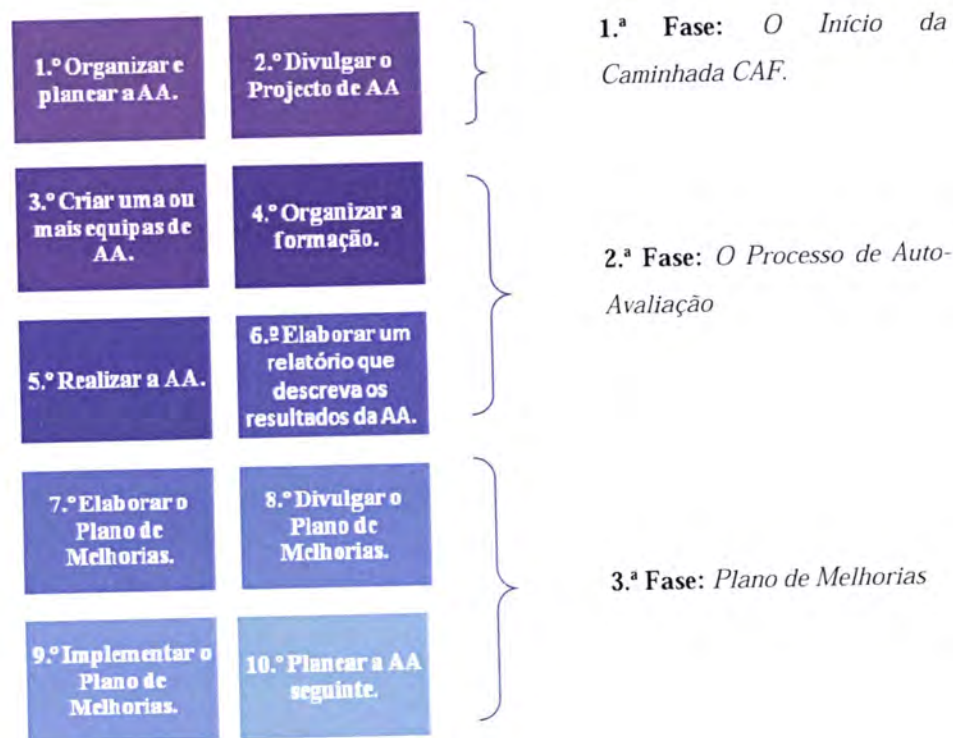 1.º Organizar e
planear a AA.
2.º Divulgar o
Projecto de AA
1.ª Fase: O Início da
Caminhada CAF.
3.º Criar uma ou
mais equipas de
AA.
4.º Organizar a
formação.
5.º Realizar a AA.
6.º Elaborar um
relatório que
descreva os
resultados da AA.
2.ª Fase: O Processo de Auto-
Avaliação
7.º Elaborar o
Plano de
Melhorias.
8.º Divulgar o
Plano de
Melhorias.
9.º Implementar o
Plano de
Melhorias.
10.º Planear a AA
seguinte.
3.ª Fase: Plano de Melhorias